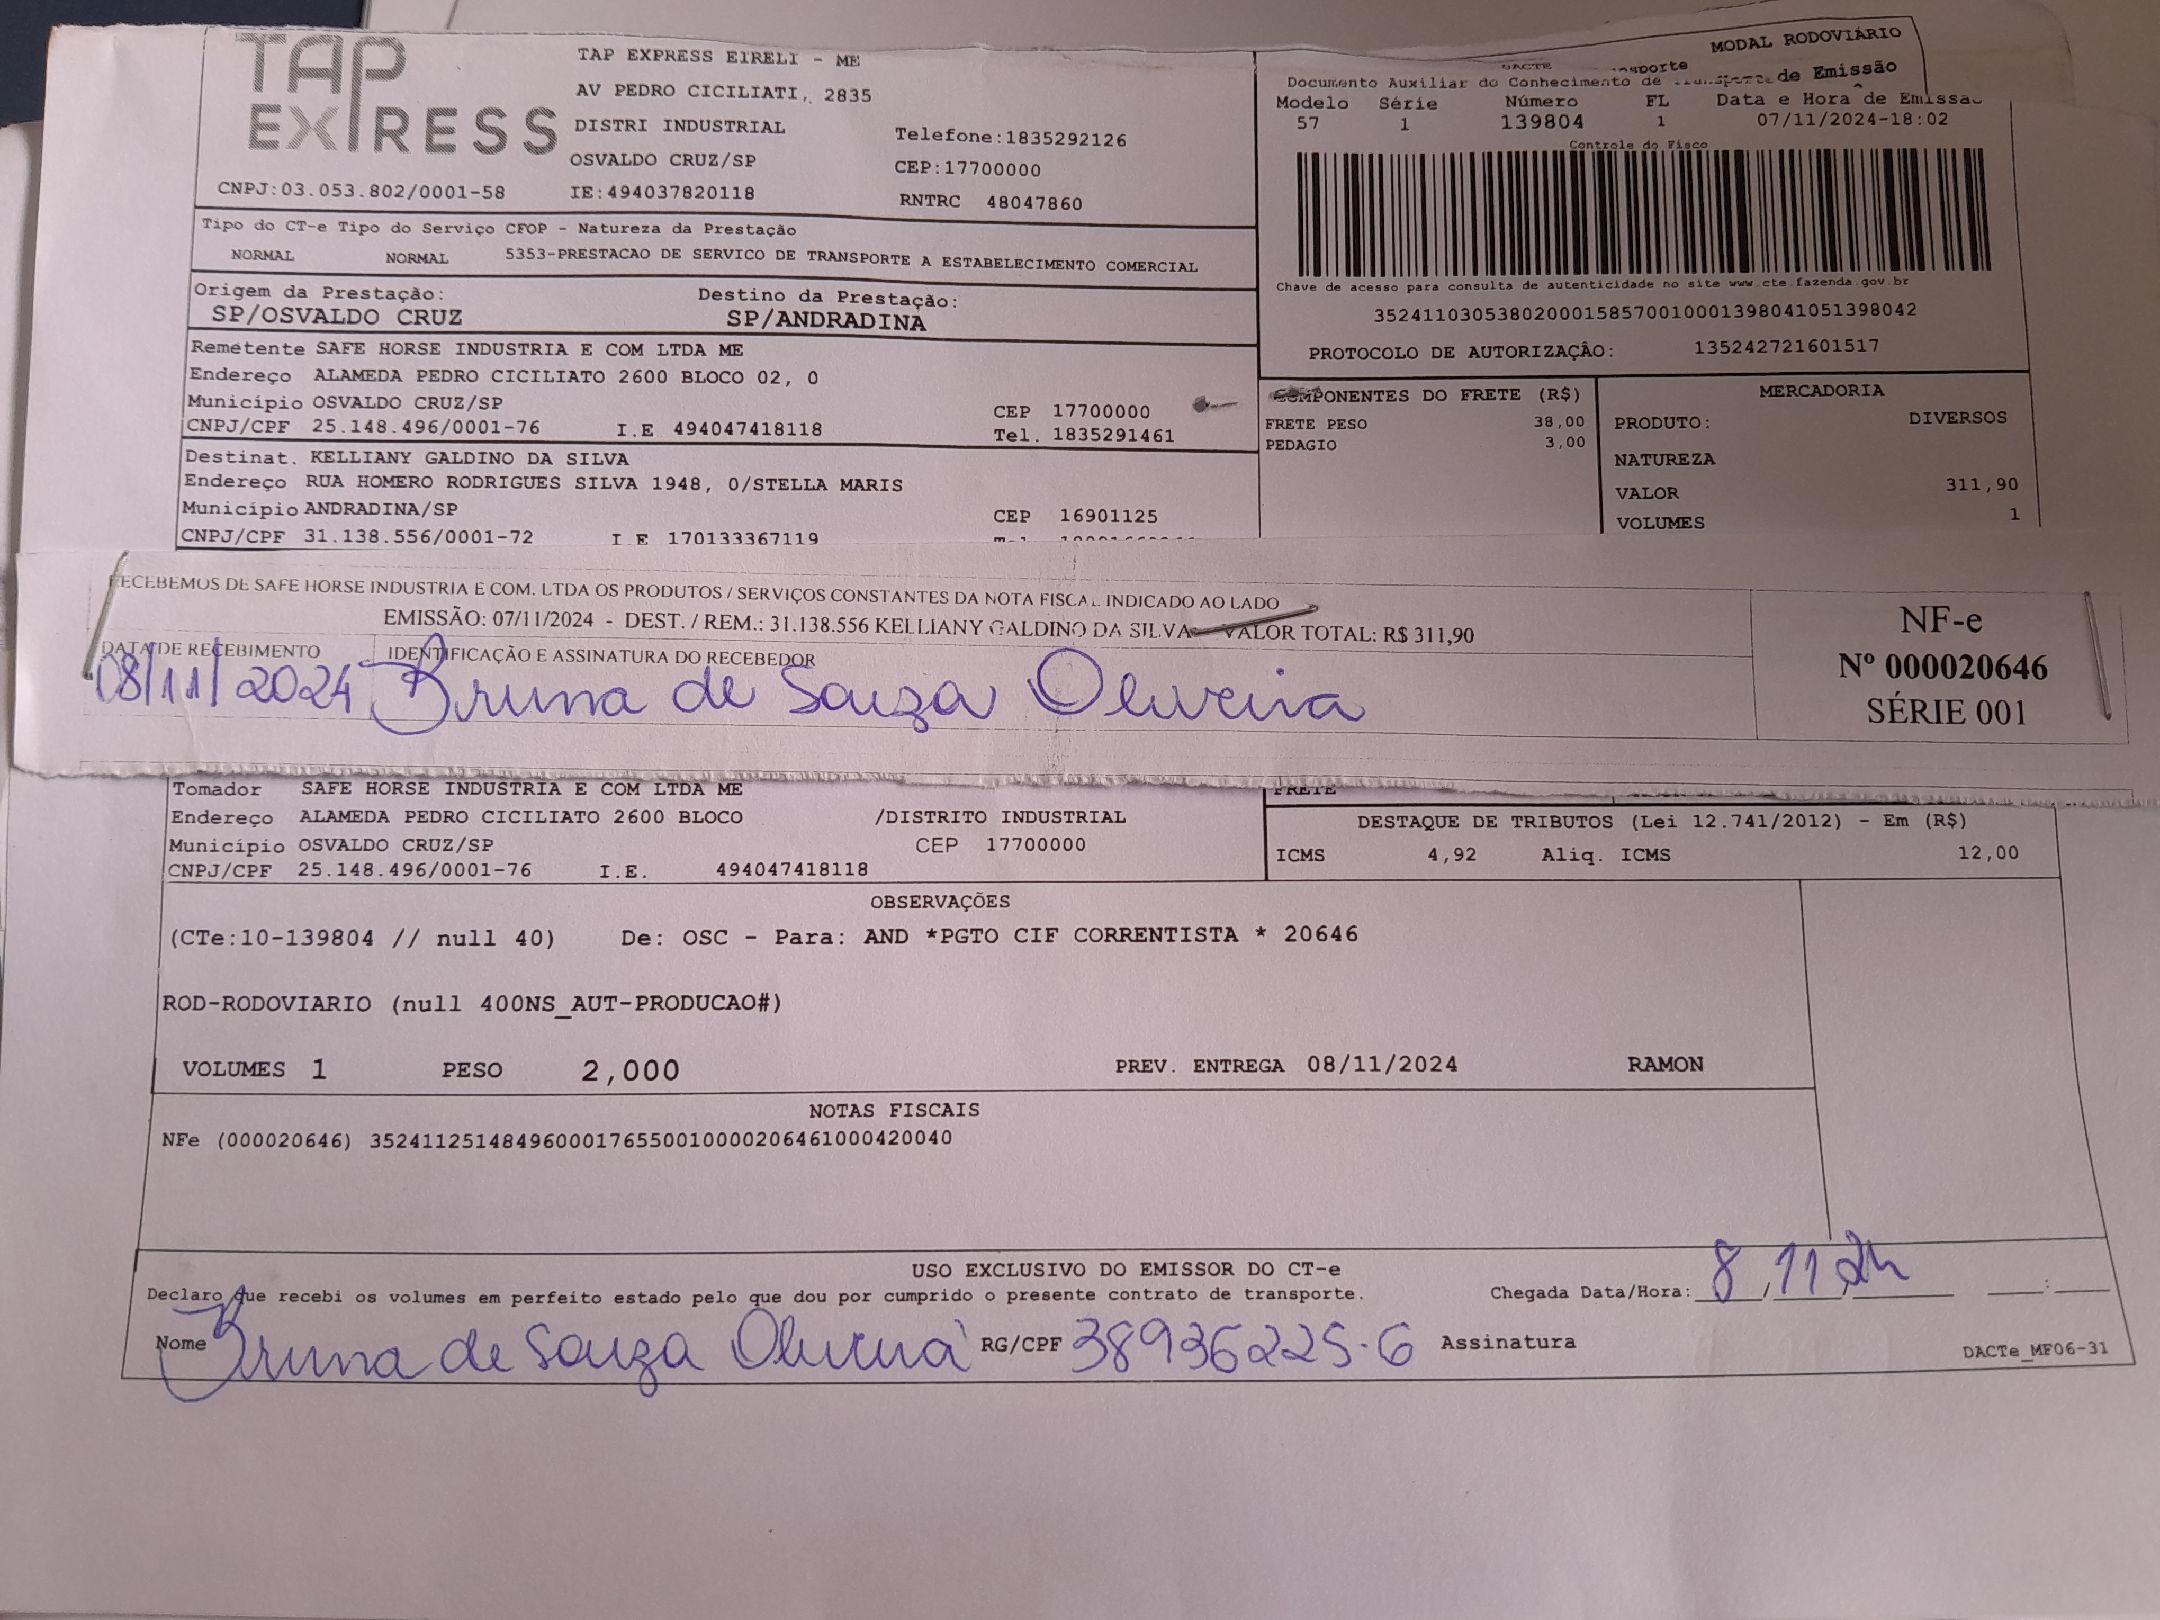 TAP EXPRESS
TAP EXPRESS EIRELI - ME
AV PEDRO CICILIATI, 2835
DISTRI INDUSTRIAL
Telefone:1835292126
OSVALDO CRUZ/SP
CEP:17700000
CNPJ:03.053.802/0001-58 IE:494037820118 RNTRC 48047860
MODAL RODOVIÁRIO
DACTE
de Emissão
Documento Auxiliar do Conhecimento de
Modelo Série Número FL Data e Hora de Emissão
57 1 139804 1 07/11/2024-18:02
Controle do Fisco
Chave de acesso para consulta de autenticidade no site www.cte.fazenda.gov.br
35241103053802000158570010001398041051398042
PROTOCOLO DE AUTORIZAÇÃO: 135242721601517
Tipo do CT-e Tipo do Serviço CFOP - Natureza da Prestação
NORMAL NORMAL 5353-PRESTACAO DE SERVICO DE TRANSPORTE A ESTABELECIMENTO COMERCIAL
Origem da Prestação: Destino da Prestação:
SP/OSVALDO CRUZ SP/ANDRADINA
Remetente SAFE HORSE INDUSTRIA E COM LTDA ME
Endereço ALAMEDA PEDRO CICILIATO 2600 BLOCO 02, 0
Município OSVALDO CRUZ/SP CEP 17700000
CNPJ/CPF 25.148.496/0001-76 I.E 494047418118 Tel. 1835291461
Destinat. KELLIANY GALDINO DA SILVA
Endereço RUA HOMERO RODRIGUES SILVA 1948, 0/STELLA MARIS
Município ANDRADINA/SP CEP 16901125
CNPJ/CPF 31.138.556/0001-72 I.E 170133367119
COMPONENTES DO FRETE (R$)
FRETE PESO 38,00
PEDAGIO 3,00
MERCADORIA
PRODUTO: DIVERSOS
NATUREZA
VALOR 311,90
VOLUMES 1
RECEBEMOS DE SAFE HORSE INDUSTRIA E COM. LTDA OS PRODUTOS / SERVIÇOS CONSTANTES DA NOTA FISCAL INDICADO AO LADO
EMISSÃO: 07/11/2024 - DEST. / REM.: 31.138.556 KELLIANY GALDINO DA SILVA VALOR TOTAL: R$ 311,90
DATA DE RECEBIMENTO IDENTIFICAÇÃO E ASSINATURA DO RECEBEDOR
08/11/2024 Bruna de Souza Oliveira
NF-e
Nº 000020646
SÉRIE 001
Tomador SAFE HORSE INDUSTRIA E COM LTDA ME
Endereço ALAMEDA PEDRO CICILIATO 2600 BLOCO /DISTRITO INDUSTRIAL
Município OSVALDO CRUZ/SP CEP 17700000
CNPJ/CPF 25.148.496/0001-76 I.E. 494047418118
FRETE
DESTAQUE DE TRIBUTOS (Lei 12.741/2012) - Em (R$)
ICMS 4,92 Aliq. ICMS 12,00
OBSERVAÇÕES
(CTe:10-139804 // null 40) De: OSC - Para: AND *PGTO CIF CORRENTISTA * 20646
ROD-RODOVIARIO (null 400NS_AUT-PRODUCAO#)
VOLUMES 1 PESO 2,000 PREV. ENTREGA 08/11/2024 RAMON
NOTAS FISCAIS
NFe (000020646) 35241125148496000176550010000206461000420040
USO EXCLUSIVO DO EMISSOR DO CT-e
Declaro que recebi os volumes em perfeito estado pelo que dou por cumprido o presente contrato de transporte. Chegada Data/Hora: 8/11/24 :
Nome Bruna de Souza Oliveira RG/CPF 38936225-6 Assinatura
DACTe_MF06-31